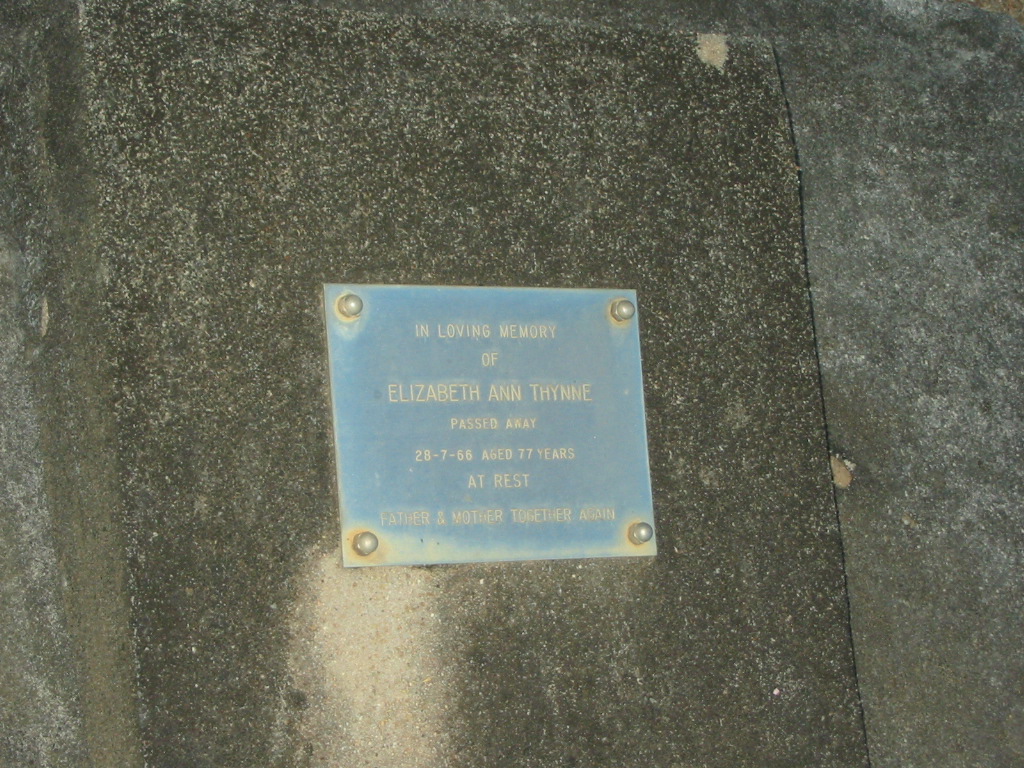 IN LOVING MEMORY
OF
ELIZABETH ANN THYNNE
PASSED AWAY
28-7-66 AGED 77 YEARS
AT REST
FATHER & MOTHER TOGETHER AGAIN